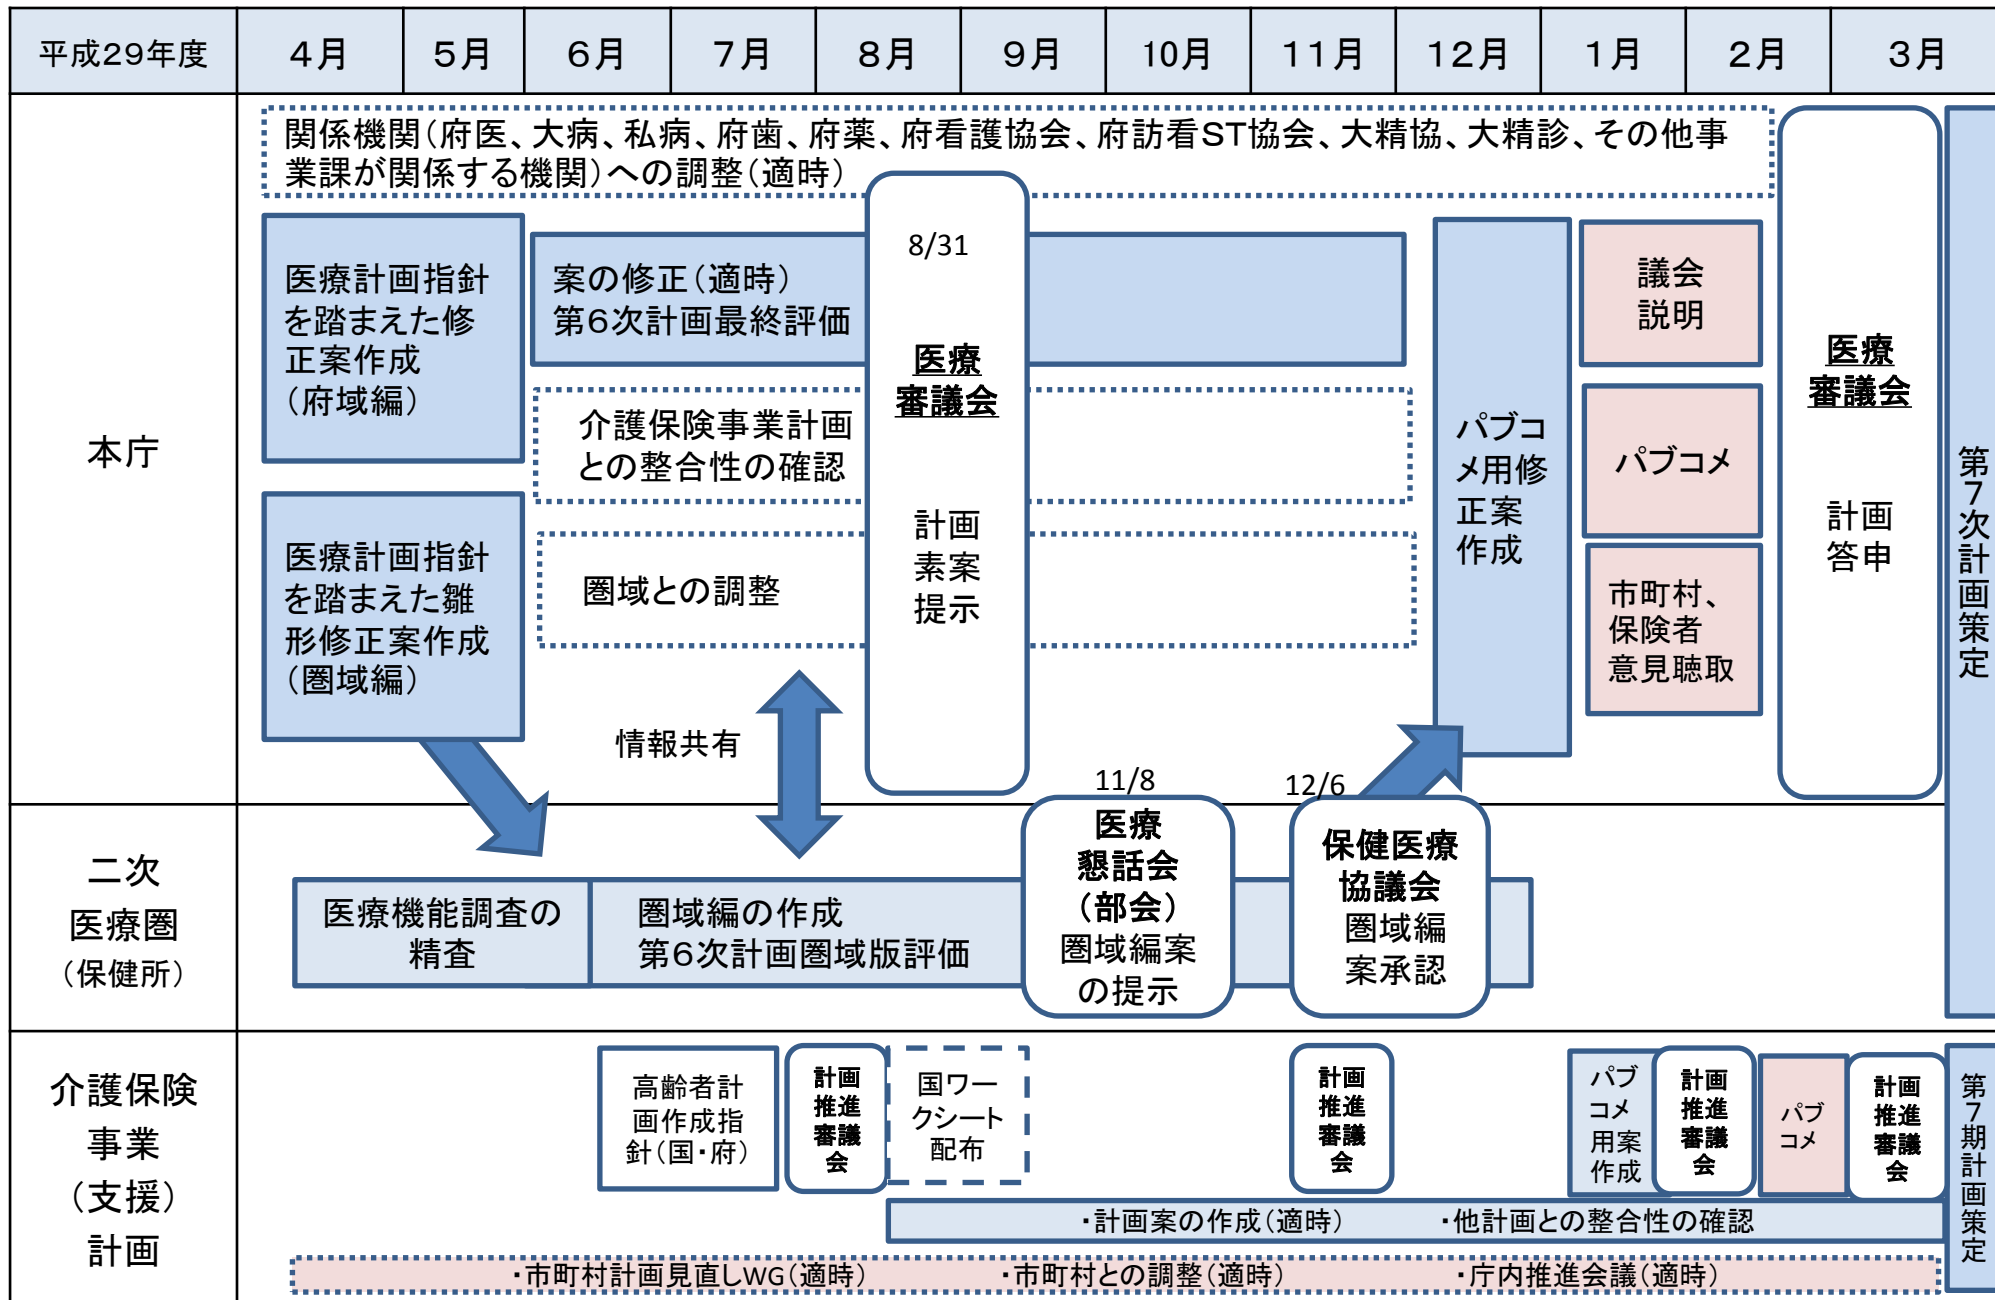 平成29年度
4月
5月
6月
7月
8月
9月
10月
11月
12月
1月
2月
3月
本庁
関係機関（府医、大病、私病、府歯、府薬、府看護協会、府訪看ST協会、大精協、大精診、その他事
業課が関係する機関）への調整（適時）
医療計画指針
を踏まえた修
正案作成
（府域編）
医療計画指針
を踏まえた雛
形修正案作成
（圏域編）
案の修正（適時）
第6次計画最終評価
介護保険事業計画
との整合性の確認
圏域との調整
情報共有
8/31
医療
審議会
計画
素案
提示
パブコ
メ用修
正案
作成
議会
説明
パブコメ
市町村、
保険者
意見聴取
医療
審議会
計画
答申
第7次計画策定
二次
医療圏
（保健所）
医療機能調査の
精査
圏域編の作成
第6次計画圏域版評価
11/8
医療
懇話会
（部会）
圏域編案
の提示
12/6
保健医療
協議会
圏域編
案承認
介護保険
事業
（支援）
計画
高齢者計
画作成指
針（国・府）
計画
推進
審議
会
国ワー
クシート
配布
計画
推進
審議
会
パブ
コメ
用案
作成
計画
推進
審議
会
パブ
コメ
計画
推進
審議
会
第7期計画策定
・計画案の作成（適時） ・他計画との整合性の確認
・市町村計画見直しWG（適時） ・市町村との調整（適時） ・庁内推進会議（適時）